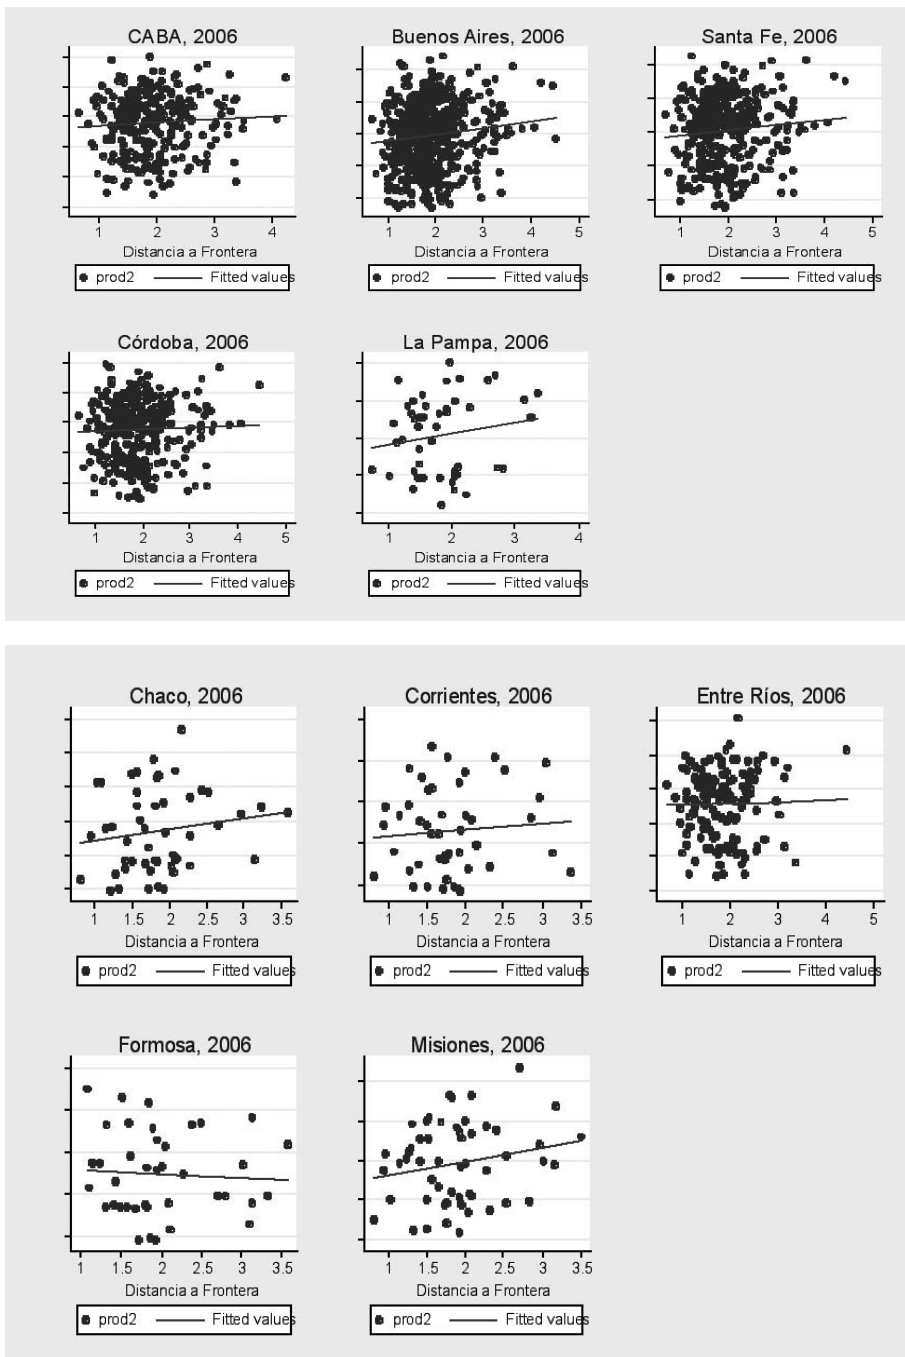 CABA, 2006
Buenos Aires, 2006
Santa Fe, 2006
1 2 3 4
1 2 3 4 5
1 2 3 4 5
Distancia a Frontera
Distancia a Frontera
Distancia a Frontera
prod2 Fitted values
prod2 Fitted values
prod2 Fitted values
Córdoba, 2006
La Pampa, 2006
1 2 3 4 5
1 2 3 4
Distancia a Frontera
Distancia a Frontera
prod2 Fitted values
prod2 Fitted values
Chaco, 2006
Corrientes, 2006
Entre Ríos, 2006
1 1.5 2 2.5 3 3.5
1 1.5 2 2.5 3 3.5
1 2 3 4 5
Distancia a Frontera
Distancia a Frontera
Distancia a Frontera
prod2 Fitted values
prod2 Fitted values
prod2 Fitted values
Formosa, 2006
Misiones, 2006
1 1.5 2 2.5 3 3.5
1 1.5 2 2.5 3 3.5
Distancia a Frontera
Distancia a Frontera
prod2 Fitted values
prod2 Fitted values